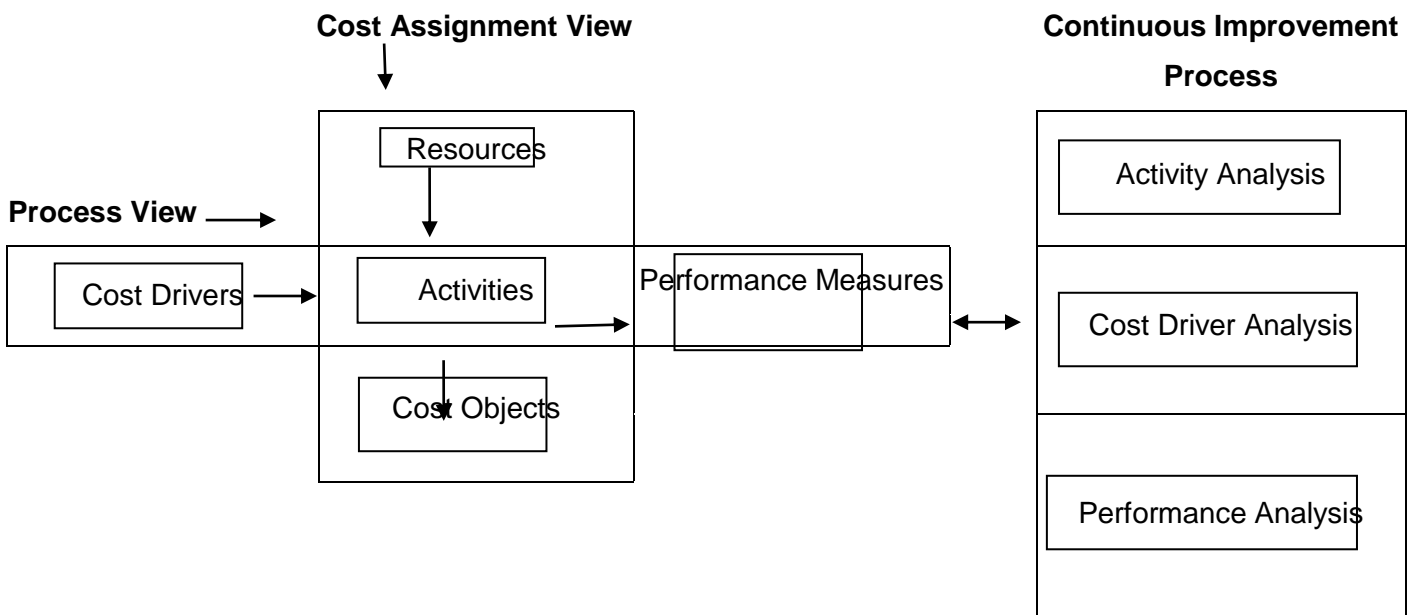 Cost Assignment View
Continuous Improvement
Process
Resources
Activity Analysis
Process View
Cost Drivers
Activities
Performance Measures
Cost Driver Analysis
Cost Objects
Performance Analysis